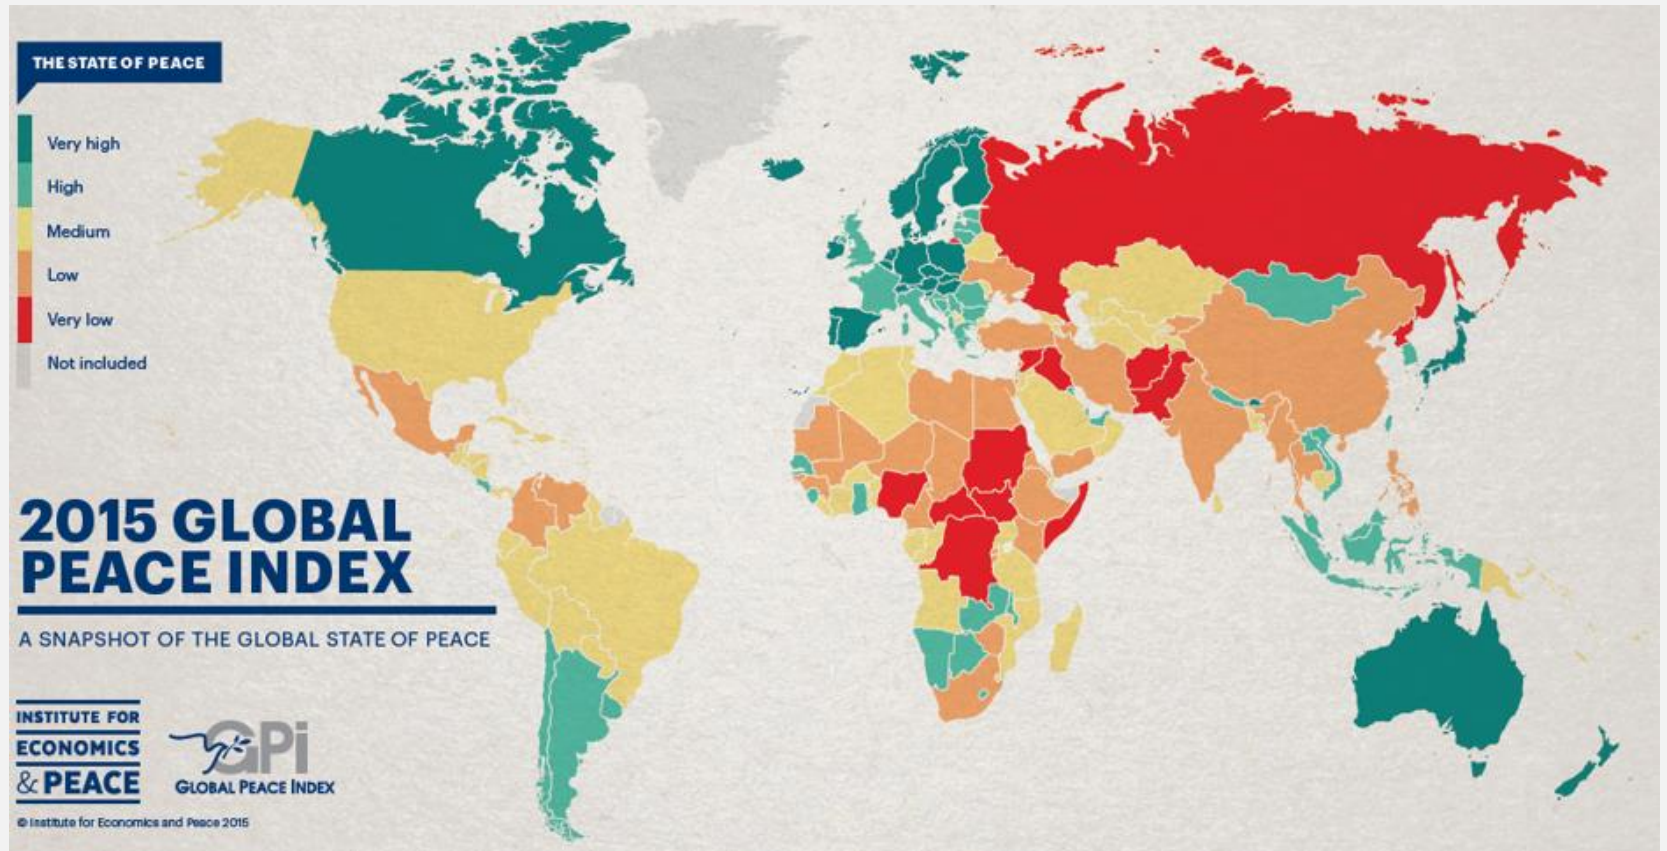 THE STATE OF PEACE
Very high
High
Medium
Low
Very low
Not included
2015 GLOBAL
PEACE INDEX
A SNAPSHOT OF THE GLOBAL STATE OF PEACE
INSTITUTE FOR
ECONOMICS
& PEACE
GPi
GLOBAL PEACE INDEX
© Institute for Economics and Peace 2015